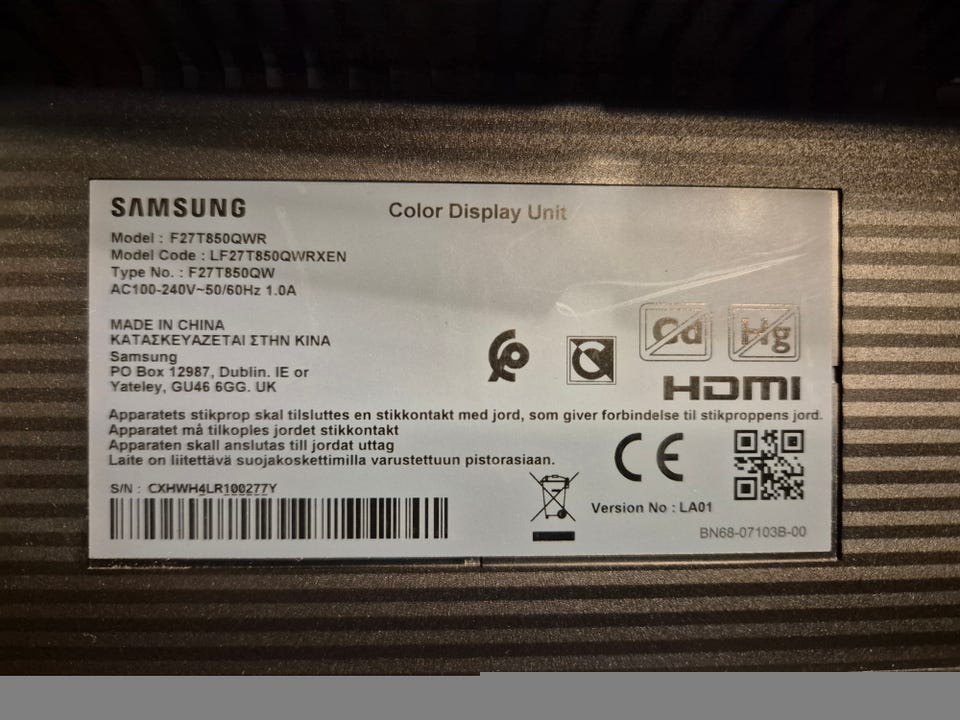 SAMSUNG
Color Display Unit
Model : F27T850QWR
Model Code : LF27T850QWRXEN
Type No. : F27T850QW
AC100-240V~50/60Hz 1.0A
MADE IN CHINA
ΚΑΤΑΣΚΕΥΑΖΕΤΑΙ ΣΤΗΝ ΚΙΝΑ
Samsung
PO Box 12987, Dublin. IE or
Yateley, GU46 6GG. UK
Cd Hg
HDMI
Apparatets stikprop skal tilsluttes en stikkontakt med jord, som giver forbindelse til stikproppens jord.
Apparatet må tilkoples jordet stikkontakt
Apparaten skall anslutas till jordat uttag
Laite on liitettävä suojakoskettimilla varustettuun pistorasiaan.
CE
S/N : CXHWH4LR100277Y
Version No : LA01
BN68-07103B-00